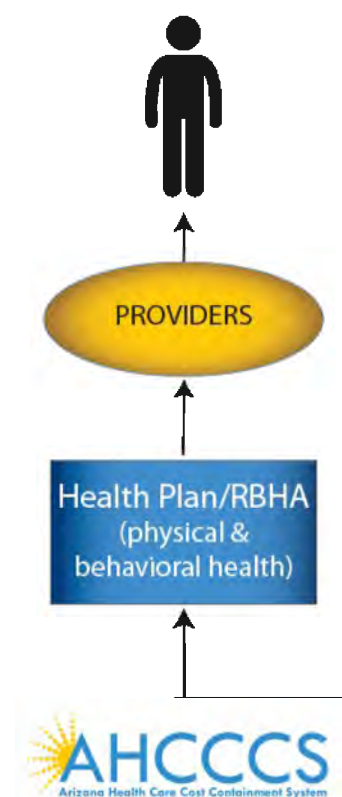 PROVIDERS
Health Plan/RBHA
(physical &
behavioral health)
AHCCCS
Arizona Health Care Cost Containment System